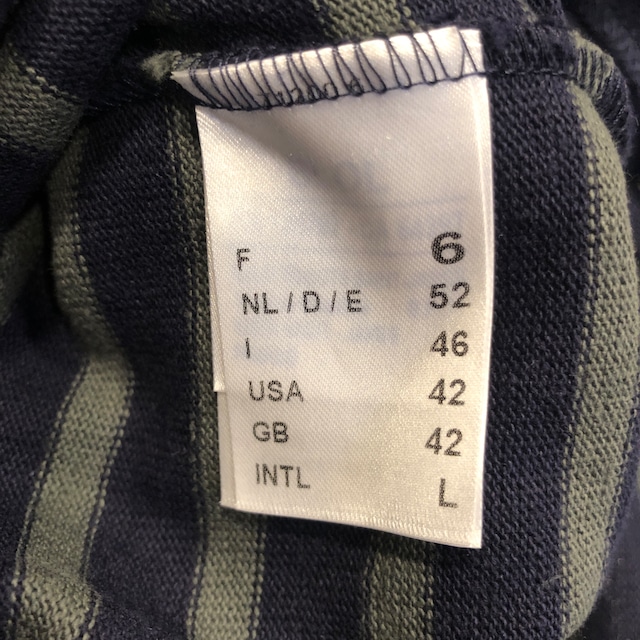 F 6
NL / D / E 52
I 46
USA 42
GB 42
INTL L